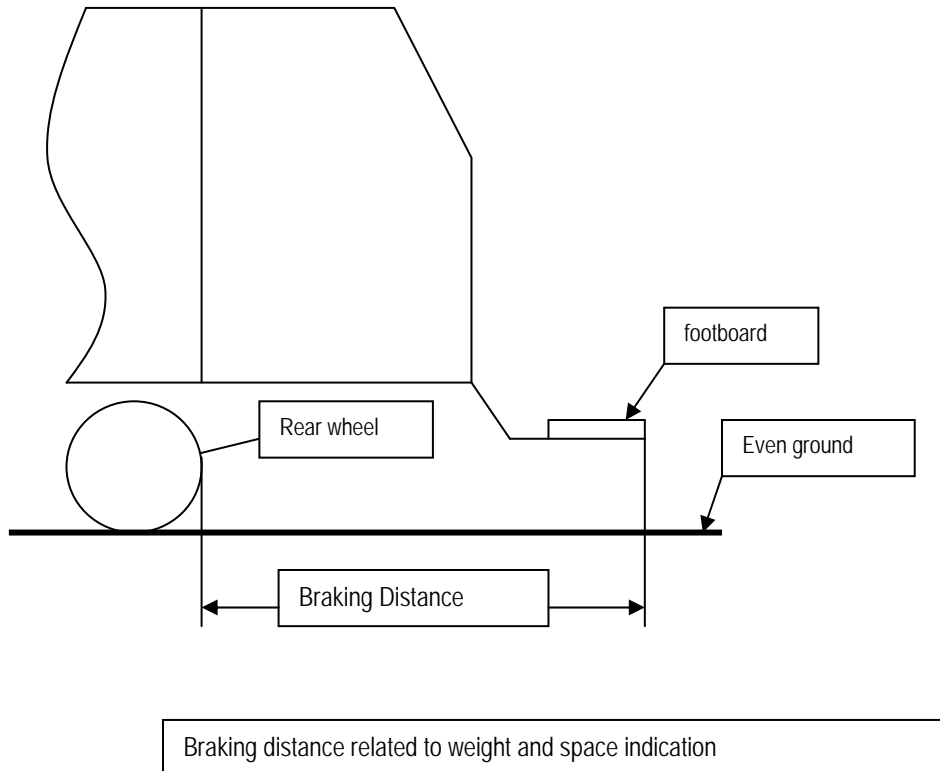 footboard
Rear wheel
Even ground
Braking Distance
Braking distance related to weight and space indication